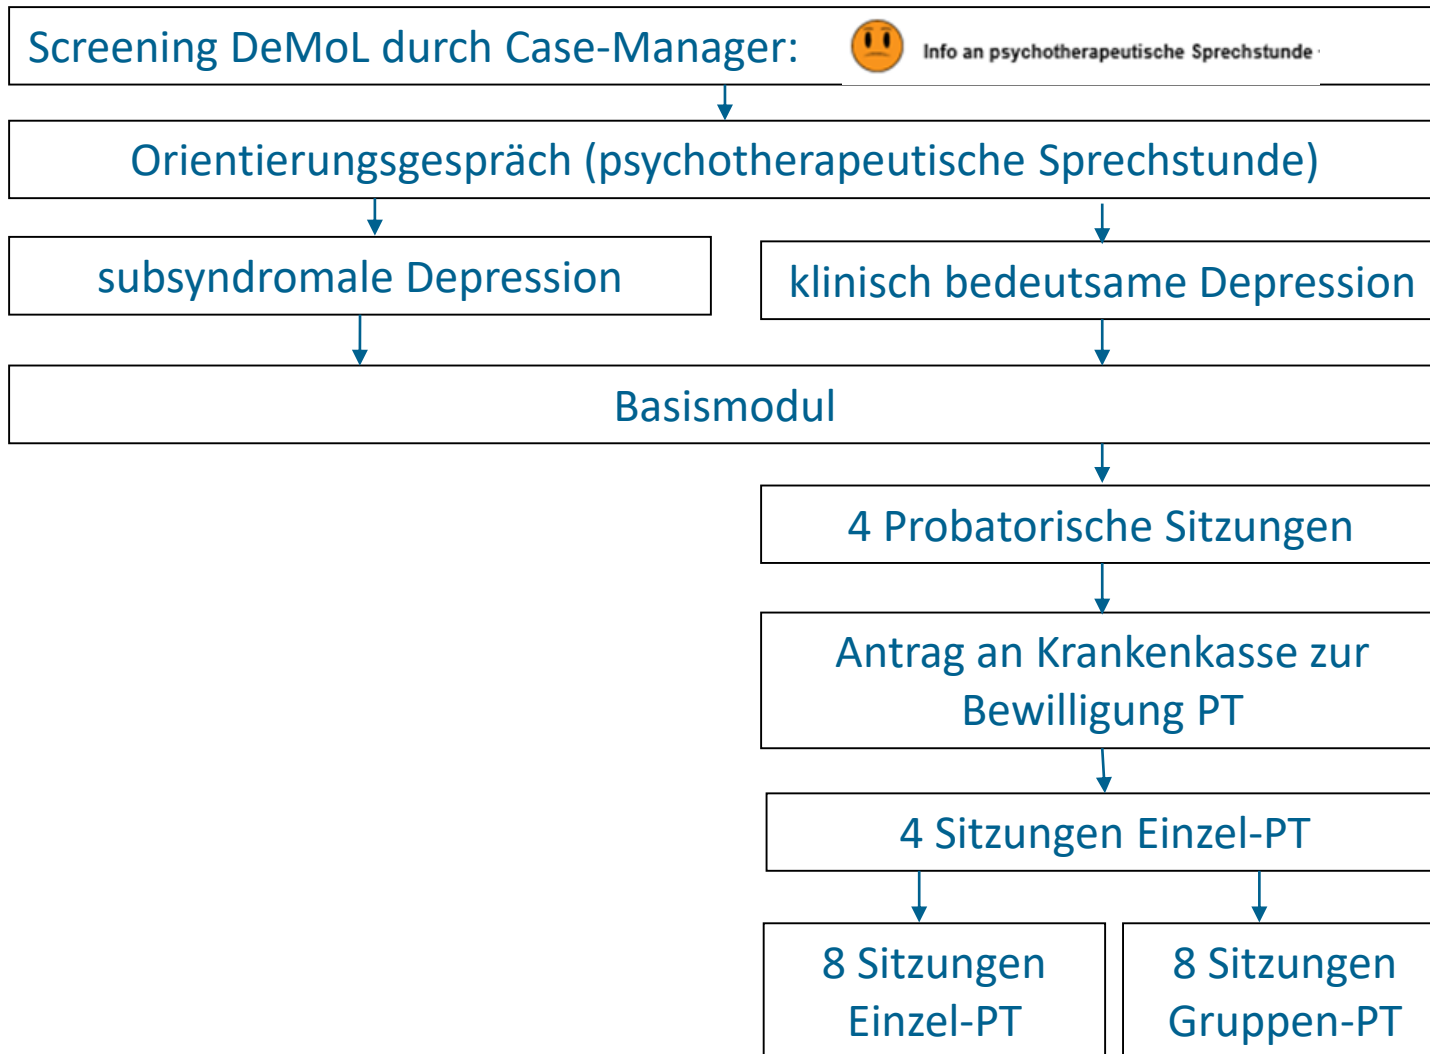 Screening DeMoL durch Case-Manager:
Info an psychotherapeutische Sprechstunde
Orientierungsgespräch (psychotherapeutische Sprechstunde)
subsyndromale Depression
klinisch bedeutsame Depression
Basismodul
4 Probatorische Sitzungen
Antrag an Krankenkasse zur
Bewilligung PT
4 Sitzungen Einzel-PT
8 Sitzungen
Einzel-PT
8 Sitzungen
Gruppen-PT